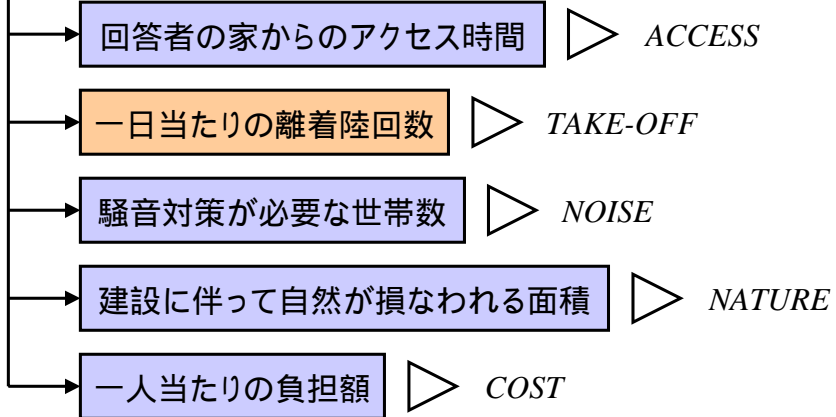 回答者の家からのアクセス時間 ACCESS
一日当たりの離着陸回数 TAKE-OFF
騒音対策が必要な世帯数 NOISE
建設に伴って自然が損なわれる面積 NATURE
一人当たりの負担額 COST